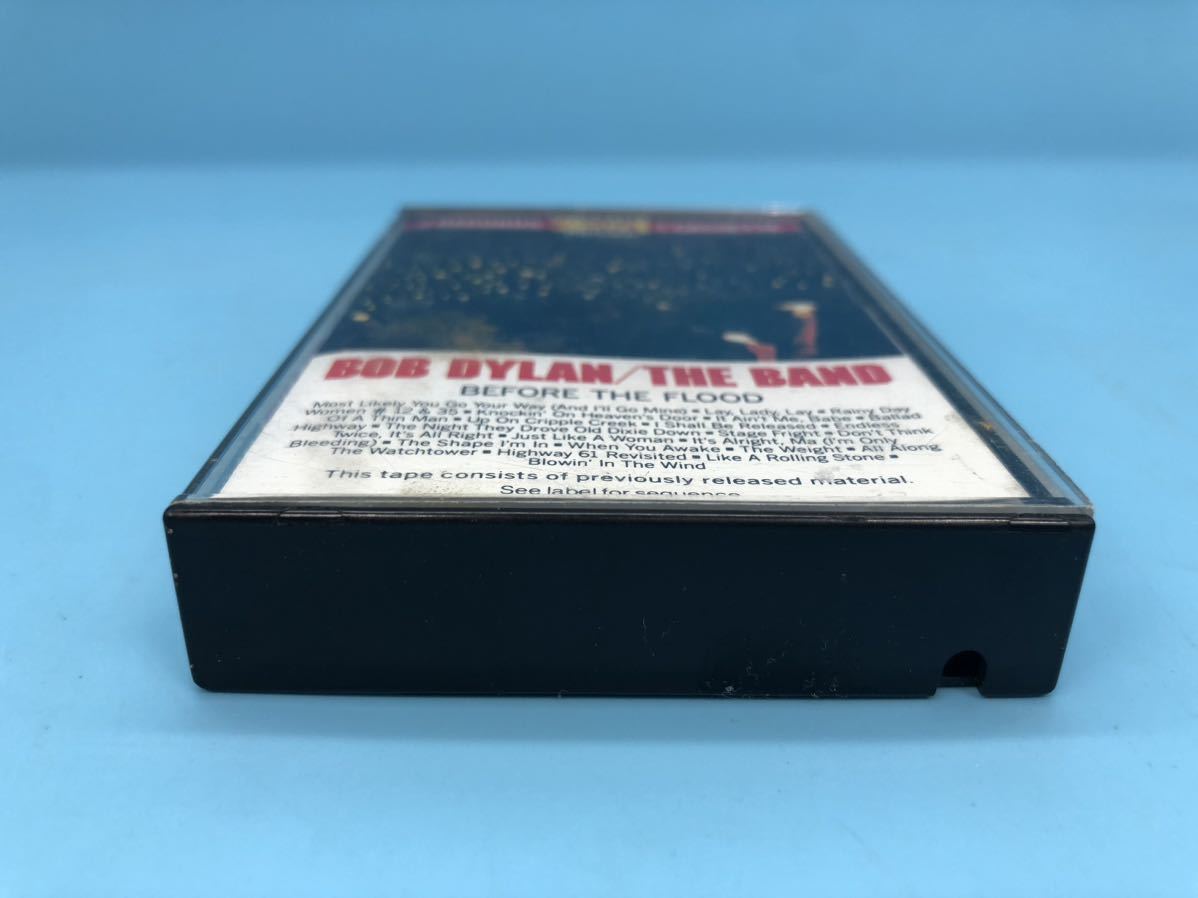 BOB DYLAN/THE BAND
BEFORE THE FLOOD
Most Likely You Go Your Way (And I'll Go Mine) ▪ Lay, Lady, Lay ▪ Rainy Day
Women # 12 & 35 ▪ Knockin' On Heaven's Door ▪ It Ain't Me, Babe ▪ Ballad
Of A Thin Man ▪ Up On Cripple Creek ▪ I Shall Be Released ▪ Endless
Highway ▪ The Night They Drove Old Dixie Down ▪ Stage Fright ▪ Don't Think
Twice, It's All Right ▪ Just Like A Woman ▪ It's Alright, Ma (I'm Only
Bleeding) ▪ The Shape I'm In ▪ When You Awake ▪ The Weight ▪ All Along
The Watchtower ▪ Highway 61 Revisited ▪ Like A Rolling Stone ▪
Blowin' In The Wind
This tape consists of previously released material.
See label for sequence